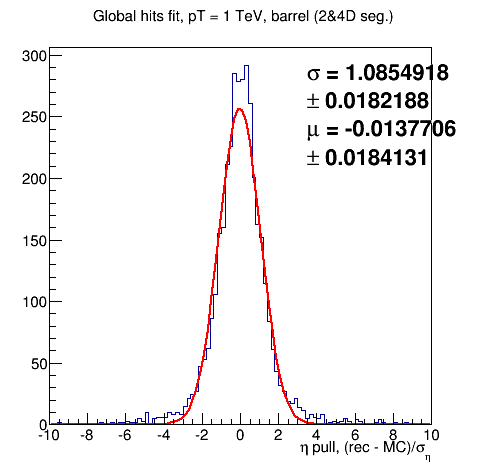 Global hits fit, pT = 1 TeV, barrel (2&4D seg.)
300
250
200
150
100
50
0
σ = 1.0854918
± 0.0182188
μ = -0.0137706
± 0.0184131
-10 -8 -6 -4 -2 0 2 4 6 8 10
η pull, (rec - MC)/σ_η